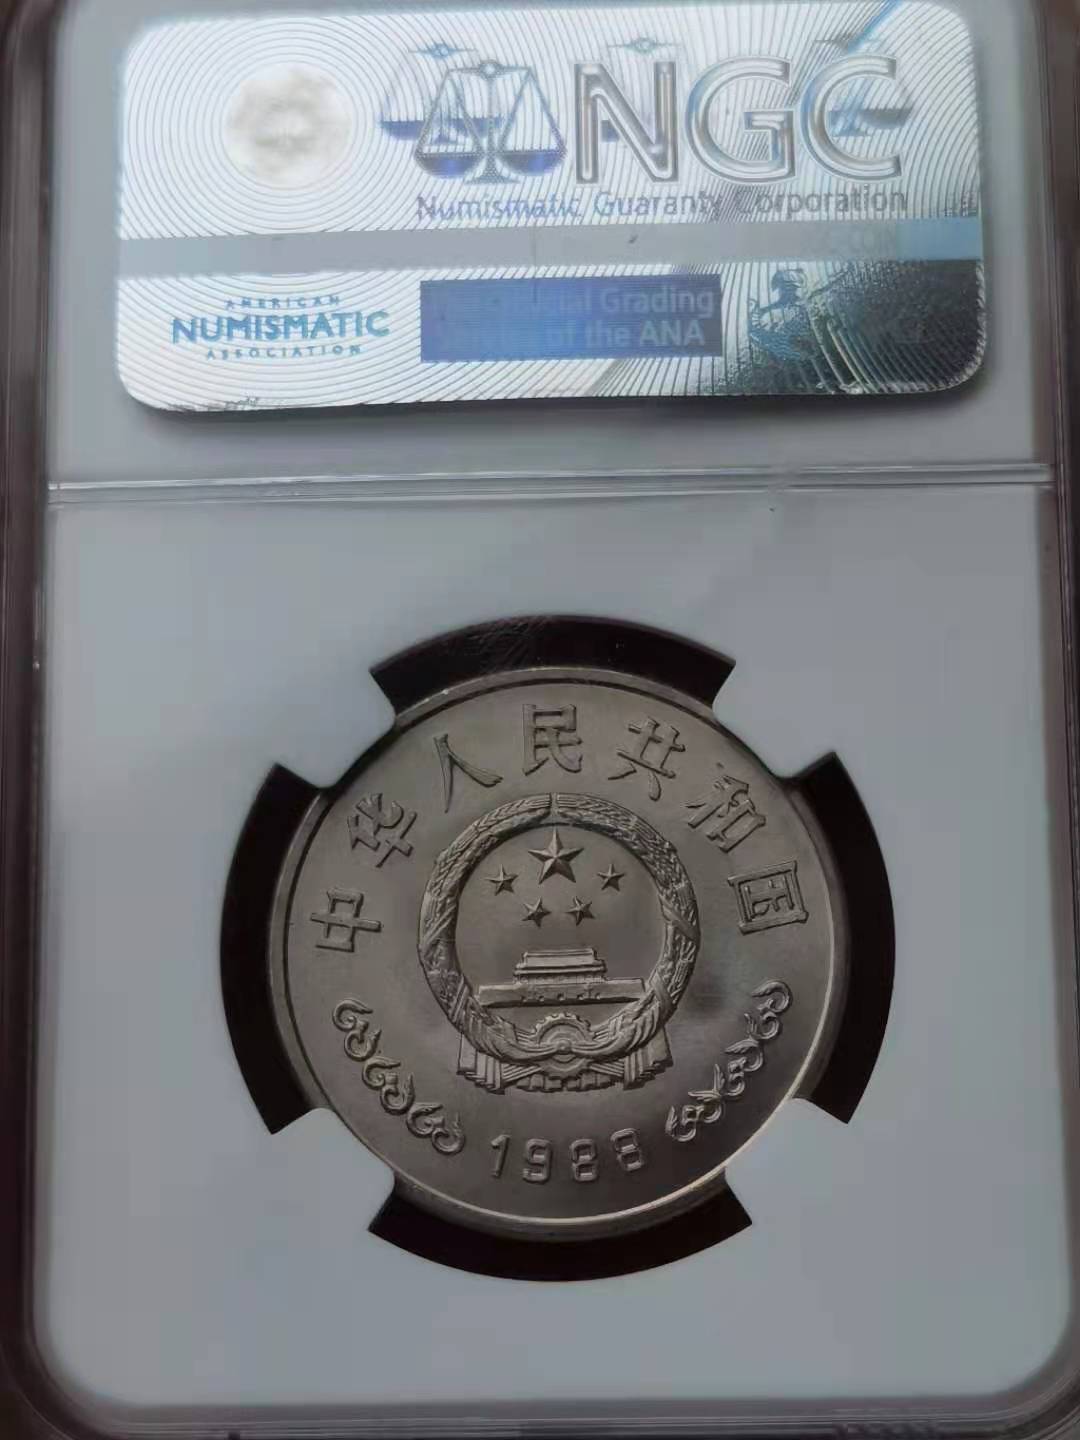 NGC
Numismatic Guaranty Corporation
AMERICAN
NUMISMATIC
ASSOCIATION
Grading
of the ANA
中华人民共和国
1988